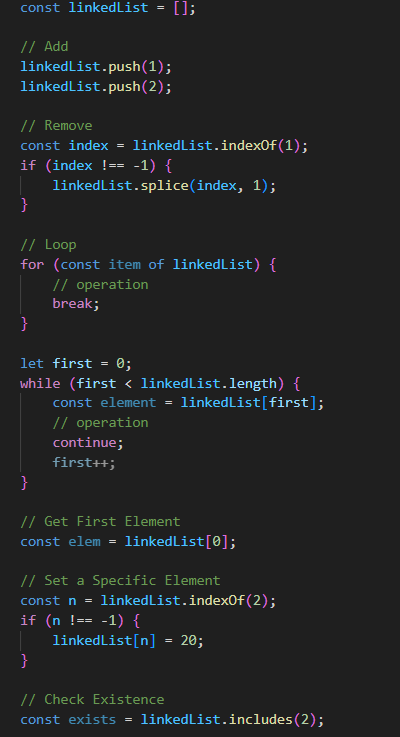 const linkedList = [];
// Add
linkedList.push(1);
linkedList.push(2);
// Remove
const index = linkedList.indexOf(1);
if (index !== -1) {
    linkedList.splice(index, 1);
}
// Loop
for (const item of linkedList) {
    // operation
    break;
}
let first = 0;
while (first < linkedList.length) {
    const element = linkedList[first];
    // operation
    continue;
    first++;
}
// Get First Element
const elem = linkedList[0];
// Set a Specific Element
const n = linkedList.indexOf(2);
if (n !== -1) {
    linkedList[n] = 20;
}
// Check Existence
const exists = linkedList.includes(2);